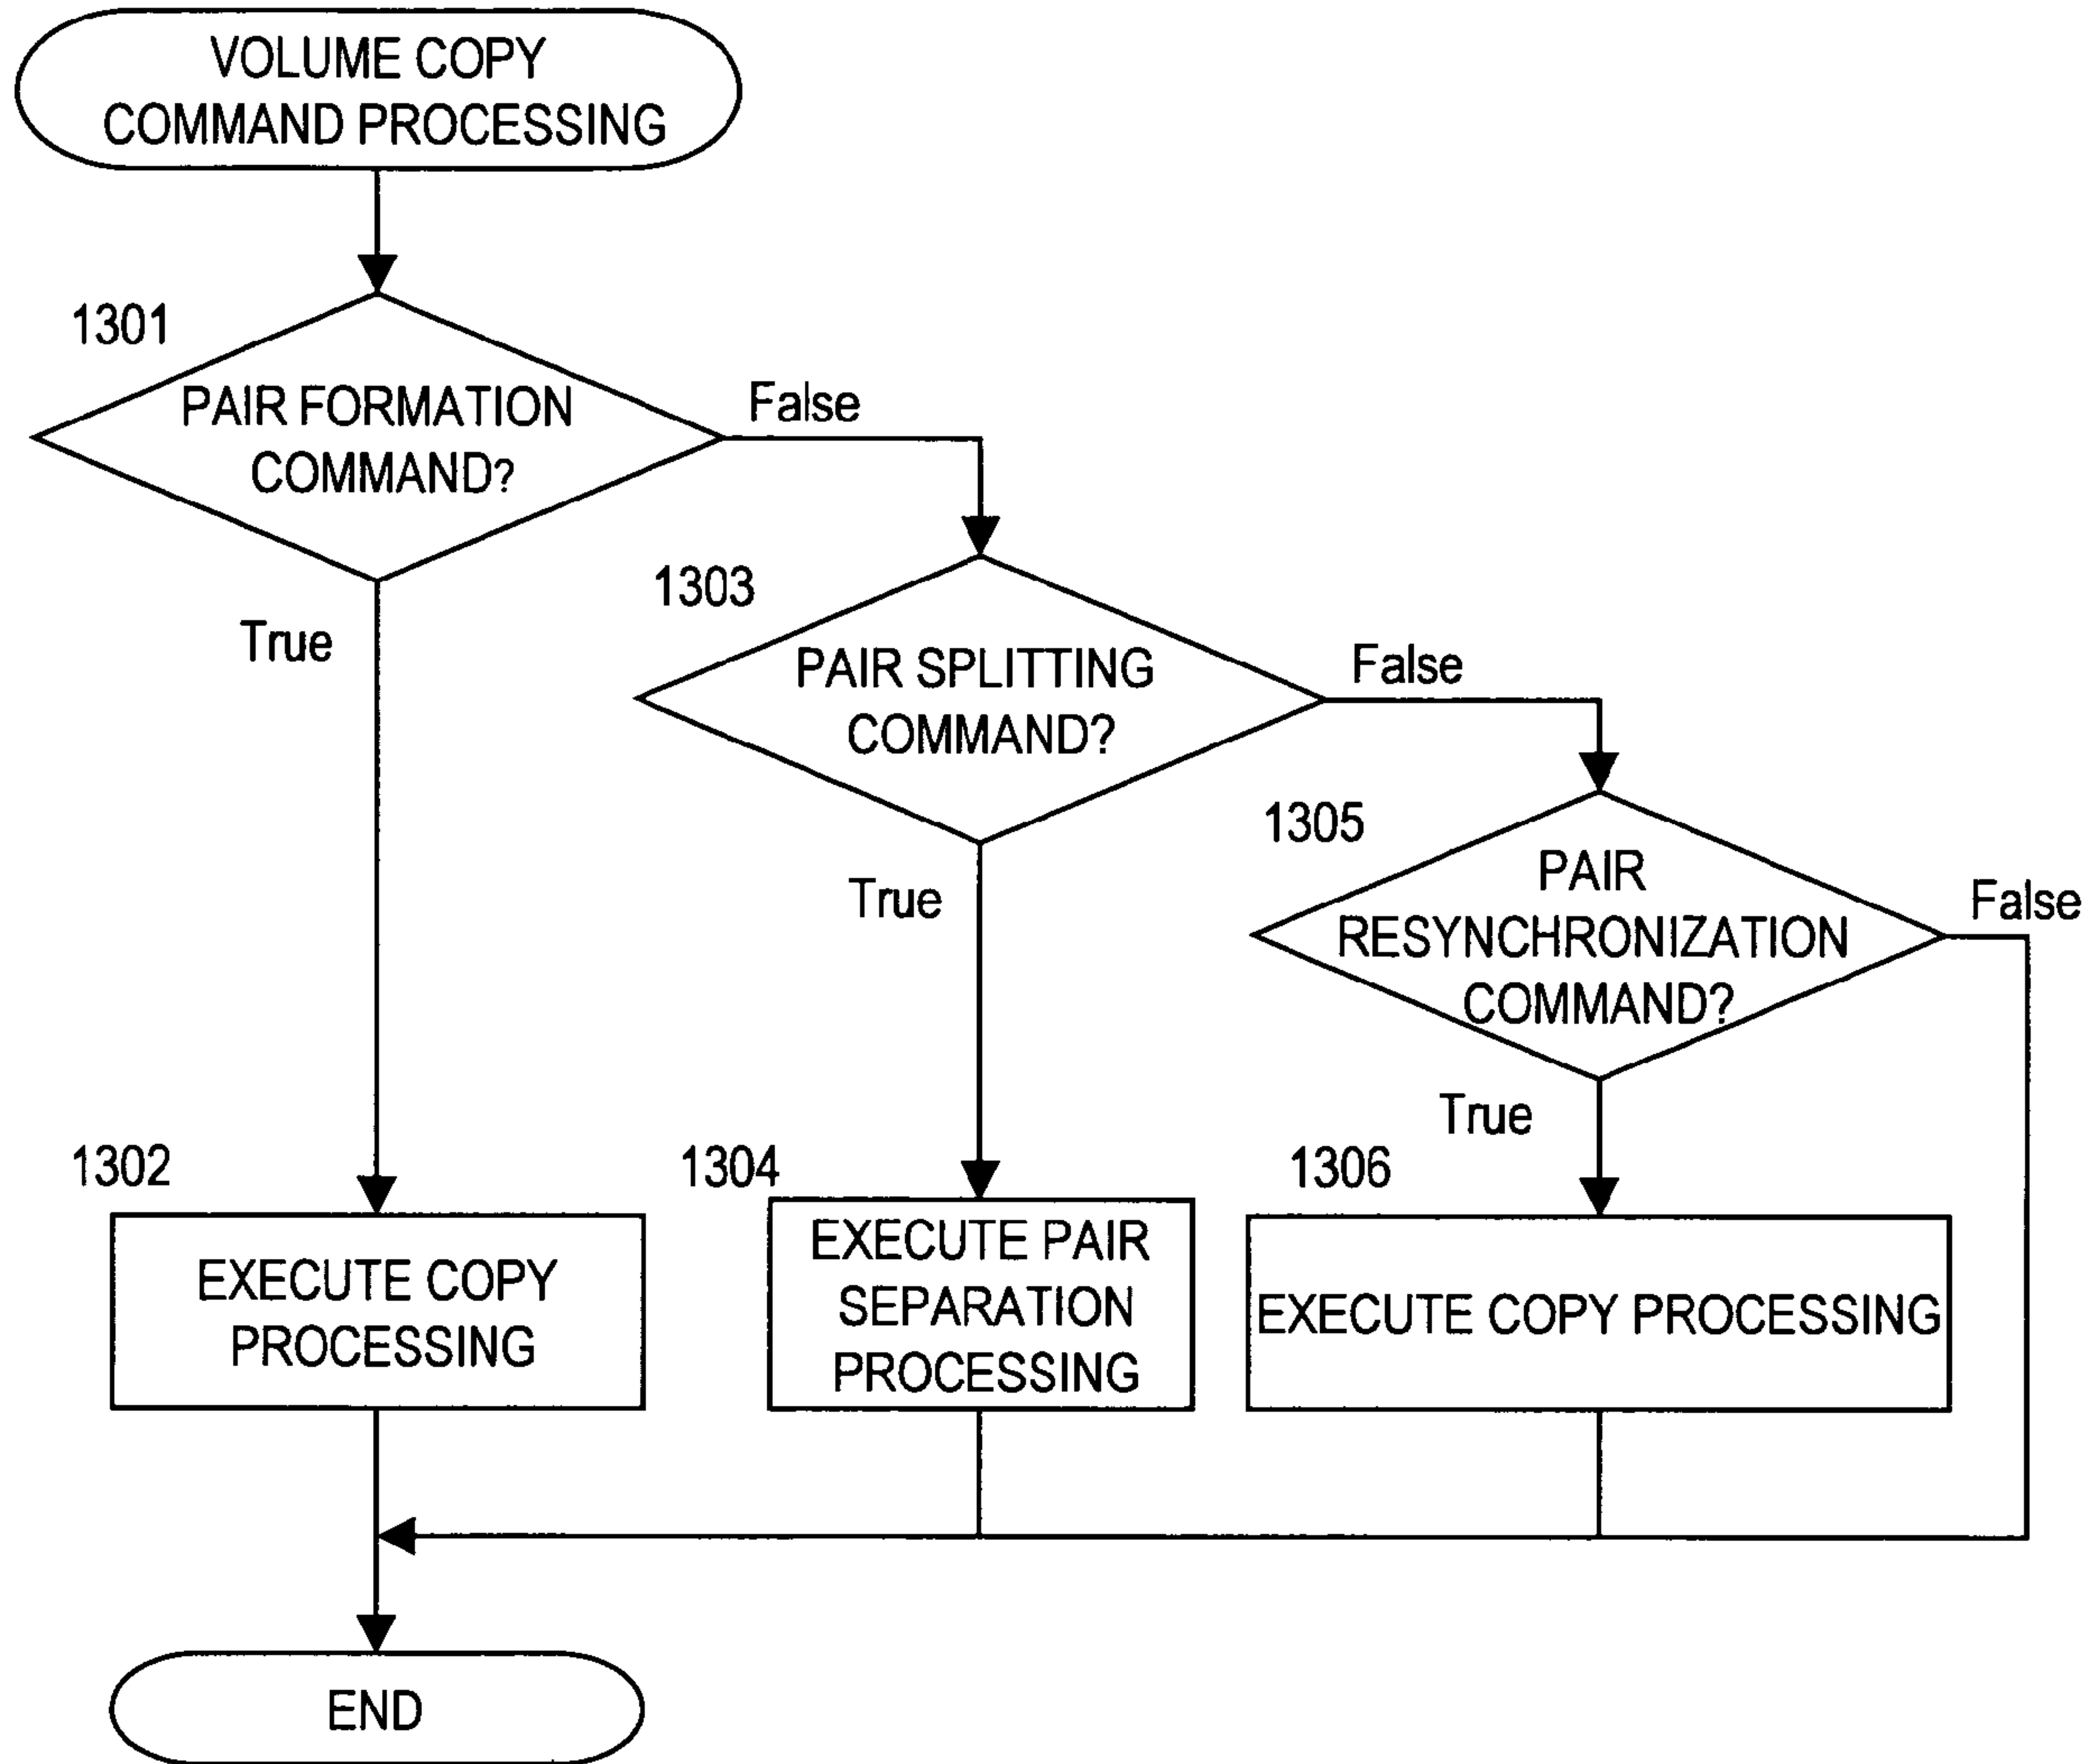 VOLUME COPY
COMMAND PROCESSING
1301
PAIR FORMATION
COMMAND?
False
True
1303
PAIR SPLITTING
COMMAND?
False
True
1305
PAIR
RESYNCHRONIZATION
COMMAND?
False
True
1302
EXECUTE COPY
PROCESSING
1304
EXECUTE PAIR
SEPARATION
PROCESSING
1306
EXECUTE COPY PROCESSING
END